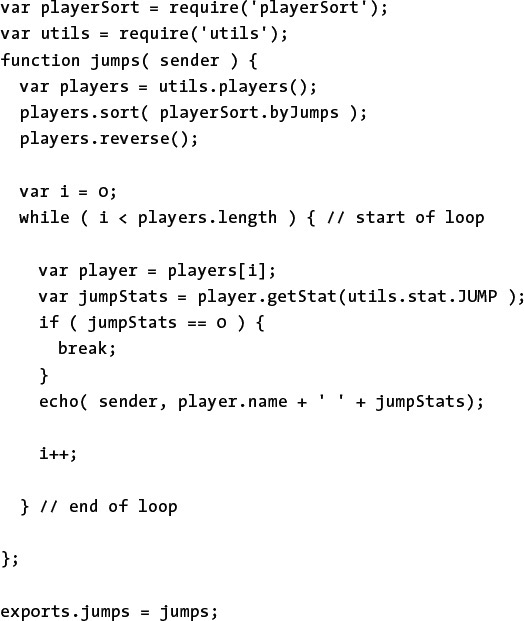 var playerSort = require('playerSort');
var utils = require('utils');
function jumps( sender ) {
  var players = utils.players();
  players.sort( playerSort.byJumps );
  players.reverse();

  var i = 0;
  while ( i < players.length ) { // start of loop

    var player = players[i];
    var jumpStats = player.getStat(utils.stat.JUMP );
    if ( jumpStats == 0 ) {
      break;
    }
    echo( sender, player.name + ' ' + jumpStats);

    i++;

  } // end of loop

};

exports.jumps = jumps;